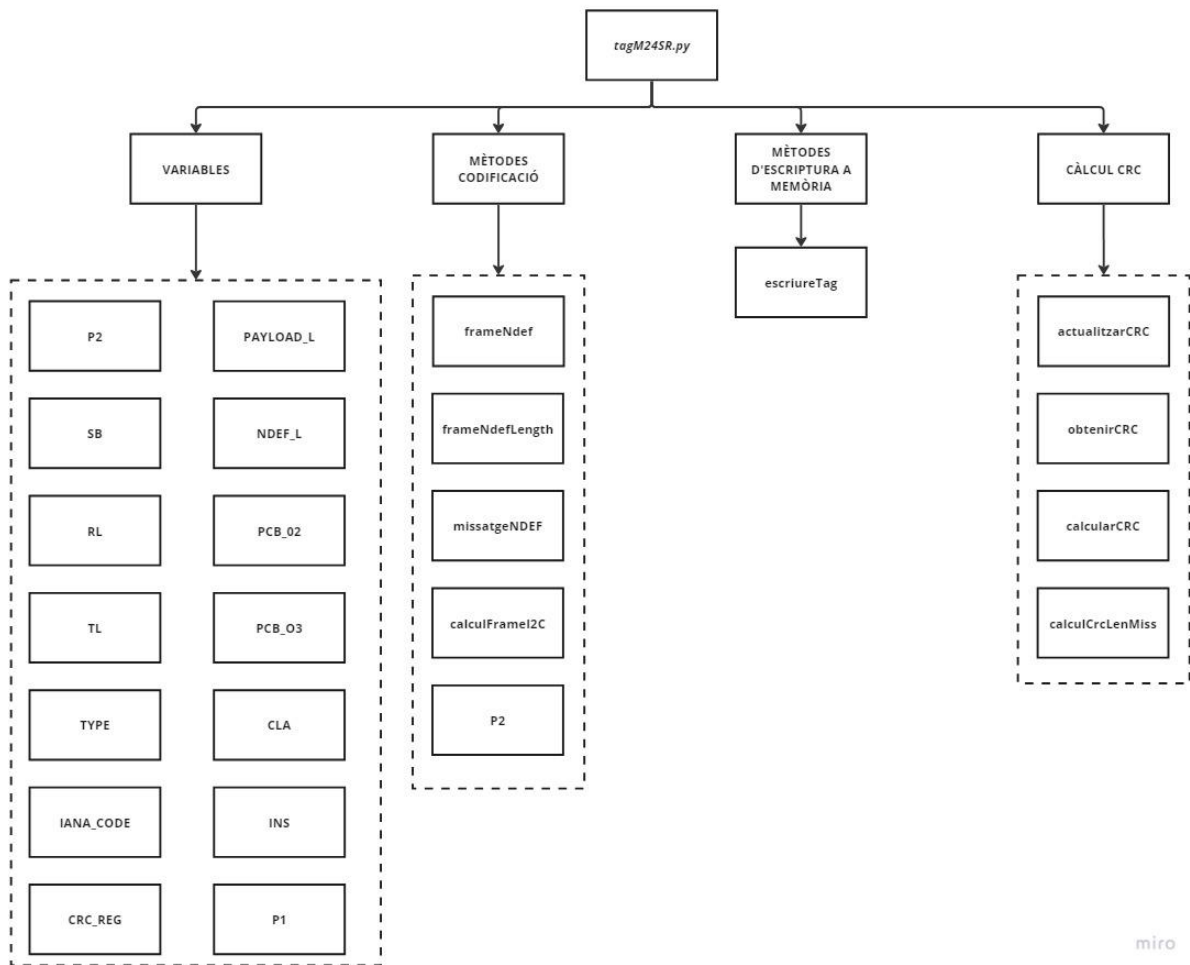 tagM24SR.py
VARIABLES
MÈTODES
CODIFICACIÓ
MÈTODES
D'ESCRIPTURA A
MEMÒRIA
CÀLCUL CRC
P2
PAYLOAD_L
SB
NDEF_L
RL
PCB_02
TL
PCB_O3
TYPE
CLA
IANA_CODE
INS
CRC_REG
P1
frameNdef
frameNdefLength
missatgeNDEF
calculFrameI2C
P2
escriureTag
actualitzarCRC
obtenirCRC
calcularCRC
calculCrcLenMiss
miro